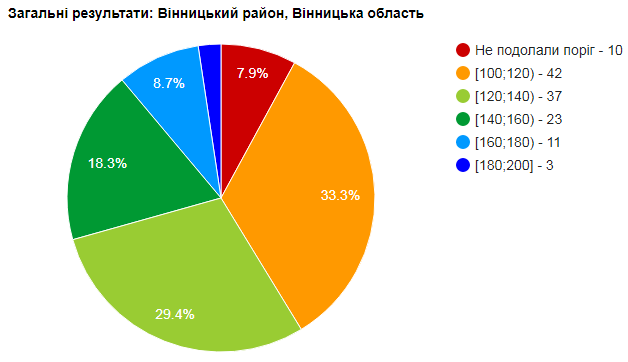 Загальні результати: Вінницький район, Вінницька область
Не подолали поріг - 10
[100;120) - 42
[120;140) - 37
[140;160) - 23
[160;180) - 11
[180;200] - 3
7.9%
33.3%
29.4%
18.3%
8.7%